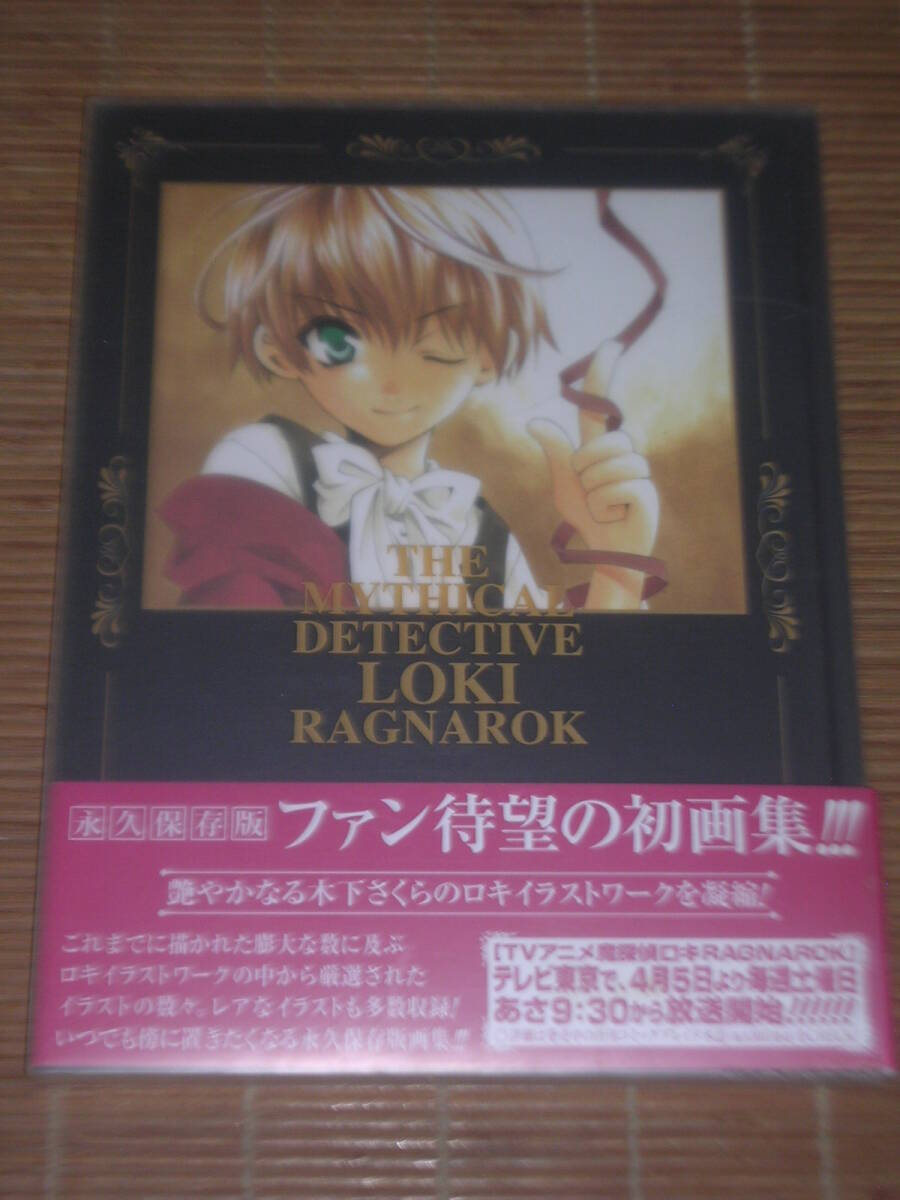 THE
MYTHICAL
DETECTIVE
LOKI
RAGNAROK
永久保存版 ファン待望の初画集!!!
艶やかなる木下さくらのロキイラストワークを凝縮!
これまでに描かれた膨大な数に及ぶ
ロキイラストワークの中から厳選された
イラストの数々。レアなイラストも多数収録!
いつでも傍に置きたくなる永久保存版画集!!!
[TVアニメ魔探偵ロキRAGNAROK]
テレビ東京で、4月5日より毎週土曜日
あさ9:30から放送開始!!!!!!!